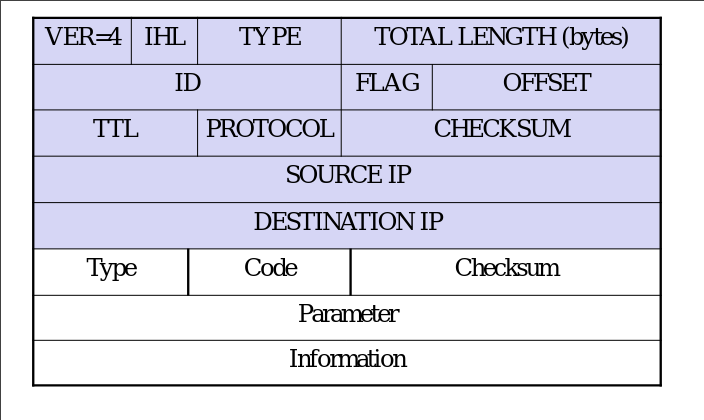 VER=4 IHL TYPE TOTAL LENGTH (bytes)
ID FLAG OFFSET
TTL PROTOCOL CHECKSUM
SOURCE IP
DESTINATION IP
Type Code Checksum
Parameter
Information